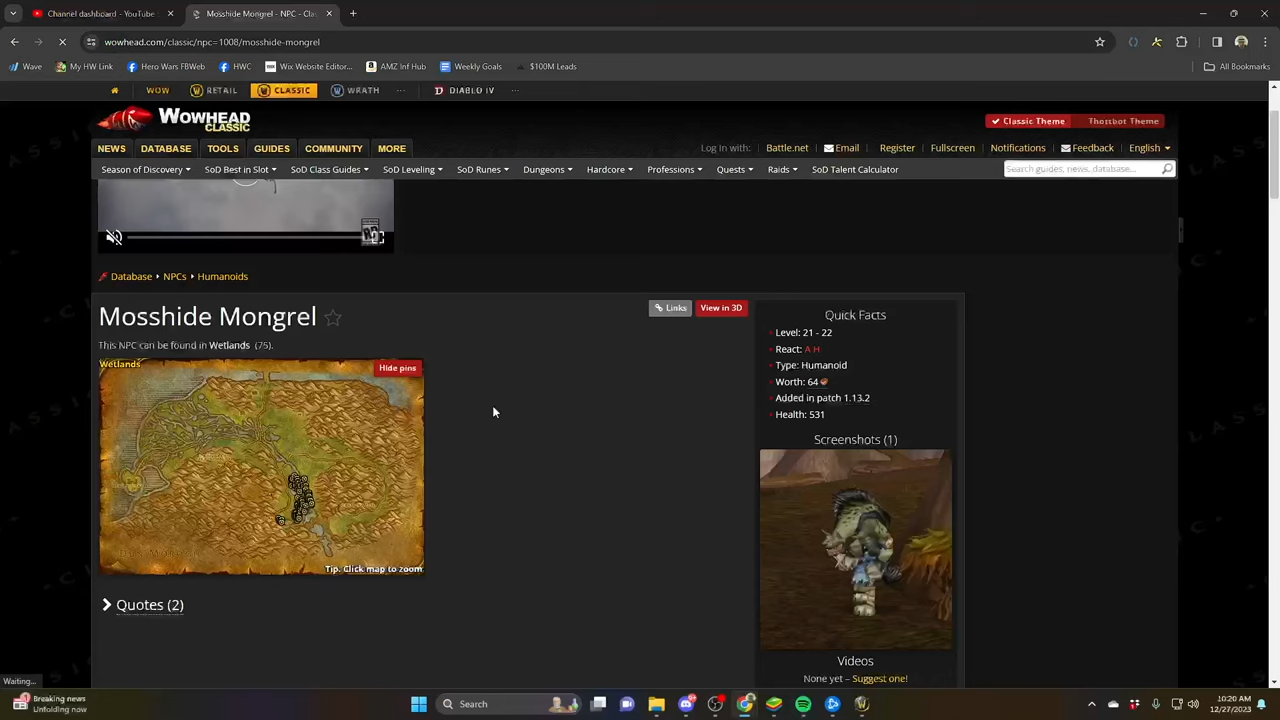 Channel dashboard - YouTube
Mosshide Mongrel - NPC - Clas
wowhead.com/classic/npc=1008/mosshide-mongrel
Wave
My HW Link
Hero Wars FBWeb
HWC
Wix Website Editor...
AMZ Inf Hub
Weekly Goals
$100M Leads
All Bookmarks
WOW
RETAIL
CLASSIC
WRATH
...
DIABLO IV
...
WOWHEAD
CLASSIC
Classic Theme
Thottbot Theme
NEWS
DATABASE
TOOLS
GUIDES
COMMUNITY
MORE
Log in with:
Battle.net
Email
Register
Fullscreen
Notifications
Feedback
English
Season of Discovery
SoD Best in Slot
SoD Class Guides
SoD Leveling
SoD Runes
Dungeons
Hardcore
Professions
Quests
Raids
SoD Talent Calculator
Search guides, news, database...
Database
NPCs
Humanoids
Mosshide Mongrel
Links
View in 3D
This NPC can be found in Wetlands (75).
Wetlands
Hide pins
Tip: Click map to zoom
Quotes (2)
Quick Facts
Level: 21 - 22
React: A H
Type: Humanoid
Worth: 64
Added in patch 1.13.2
Health: 531
Screenshots (1)
Videos
None yet – Suggest one!
Waiting...
Breaking news
Unfolding now
Search
10:20 AM
12/27/2023